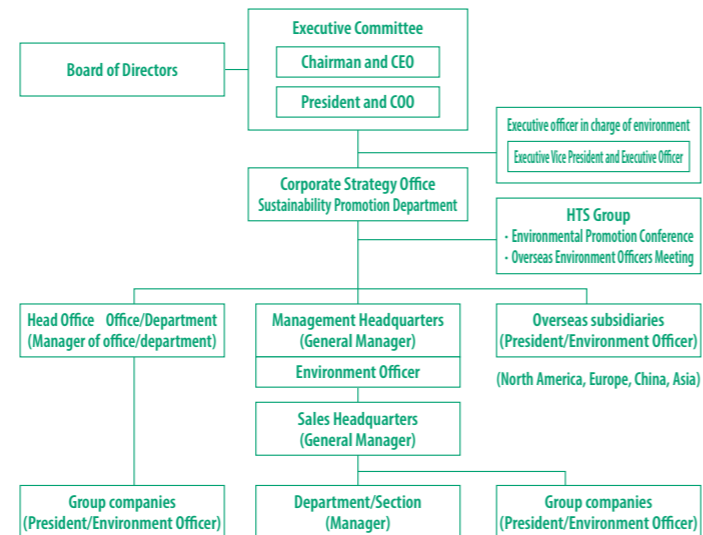 Executive Committee
Chairman and CEO
Board of Directors
President and COO
Executive officer in charge of environment
Executive Vice President and Executive Officer
Corporate Strategy Office
Sustainability Promotion Department
HTS Group
・Environmental Promotion Conference
・Overseas Environment Officers Meeting
Head Office Office/Department
(Manager of office/department)
Management Headquarters
(General Manager)
Environment Officer
Overseas subsidiaries
(President/Environment Officer)
(North America, Europe, China, Asia)
Sales Headquarters
(General Manager)
Group companies
(President/Environment Officer)
Department/Section
(Manager)
Group companies
(President/Environment Officer)